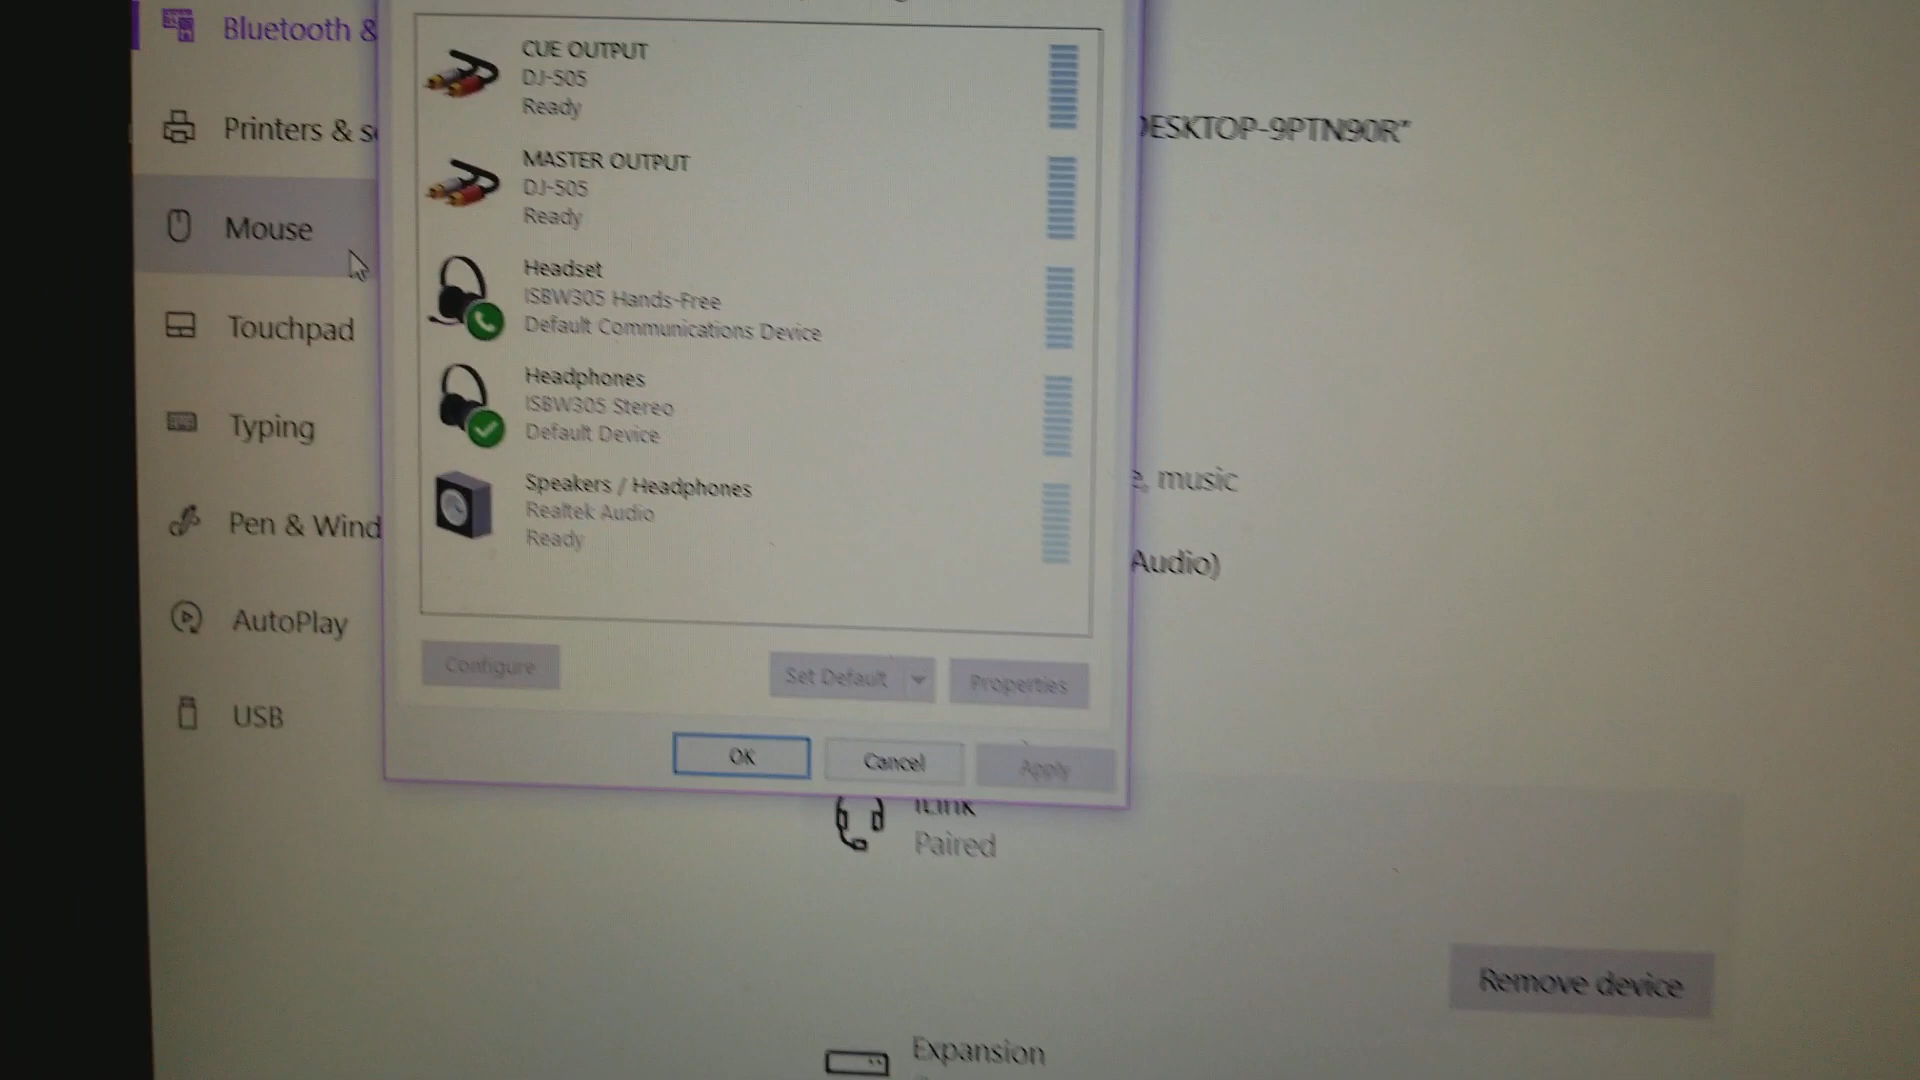 Bluetooth &
Printers & s
Mouse
Touchpad
Typing
Pen & Wind
AutoPlay
USB
CUE OUTPUT
DJ-505
Ready
MASTER OUTPUT
DJ-505
Ready
Headset
ISBW305 Hands-Free
Default Communications Device
Headphones
ISBW305 Stereo
Default Device
Speakers / Headphones
Realtek Audio
Ready
Configure
Set Default
Properties
OK
Cancel
Apply
DESKTOP-9PTN90R"
e, music
Audio)
iLink
Paired
Remove device
Expansion